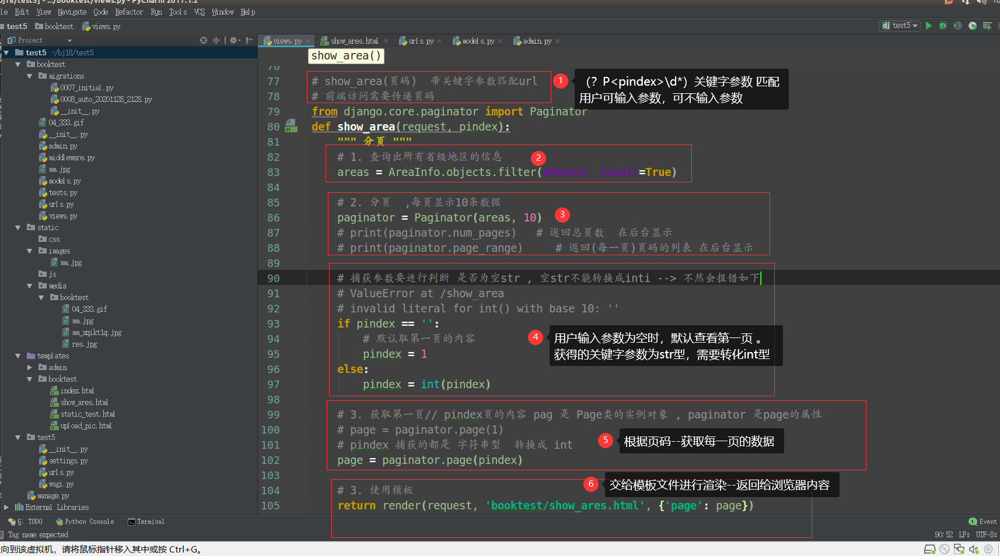 bj18/test5] - .../booktest/views.py - PyCharm 2017.1.2
le Edit View Navigate Code Refactor Run Tools VCS Window Help
test5 booktest views.py
test5
Project
views.py show_ares.html urls.py models.py admin.py
test5 ~/bj18/test5
booktest
migrations
0007_initial.py
0008_auto_20201128_2128.py
__init__.py
04_333.gif
__init__.py
admin.py
middleware.py
mm.jpg
models.py
tests.py
urls.py
views.py
static
css
images
mm.jpg
js
media
booktest
04_333.gif
mm.jpg
mm_xqikt1q.jpg
res.jpg
templates
admin
booktest
index.html
show_ares.html
static_test.html
upload_pic.html
test5
__init__.py
settings.py
urls.py
wsgi.py
manage.py
External Libraries
show_area()
76
77 # show_area(页码) 带关键字参数匹配url
78 # 前端访问需要传递页码
79 from django.core.paginator import Paginator
80 def show_area(request, pindex):
81 """ 分页 """
82 # 1. 查询出所有省级地区的信息
83 areas = AreaInfo.objects.filter(aParent__isnull=True)
84
85 # 2. 分页 ,每页显示10条数据
86 paginator = Paginator(areas, 10)
87 # print(paginator.num_pages) # 返回总页数 在后台显示
88 # print(paginator.page_range) # 返回(每一页)页码的列表 在后台显示
89
90 # 捕获参数要进行判断 是否为空str , 空str不能转换成inti --> 不然会报错如下
91 # ValueError at /show_area
92 # invalid literal for int() with base 10: ''
93 if pindex == '':
94 # 默认取第一页的内容
95 pindex = 1
96 else:
97 pindex = int(pindex)
98
99 # 3. 获取第一页// pindex页的内容 pag 是 Page类的实例对象 , paginator 是page的属性
100 # page = paginator.page(1)
101 # pindex 捕获的都是 字符串型 转换成 int
102 page = paginator.page(pindex)
103
104 # 3. 使用模板
105 return render(request, 'booktest/show_ares.html', {'page': page})
1
（? P<pindex>\d*）关键字参数 匹配
用户可输入参数，可不输入参数
2
3
4
用户输入参数为空时，默认查看第一页 。
获得的关键字参数为str型，需要转化int型
5
根据页码--获取每一页的数据
6
交给模板文件进行渲染--返回给浏览器内容
6: TODO Python Console Terminal
1 Event
Tag name expected
90:52 LF÷ UTF-8÷
向到该虚拟机，请将鼠标指针移入其中或按 Ctrl+G。